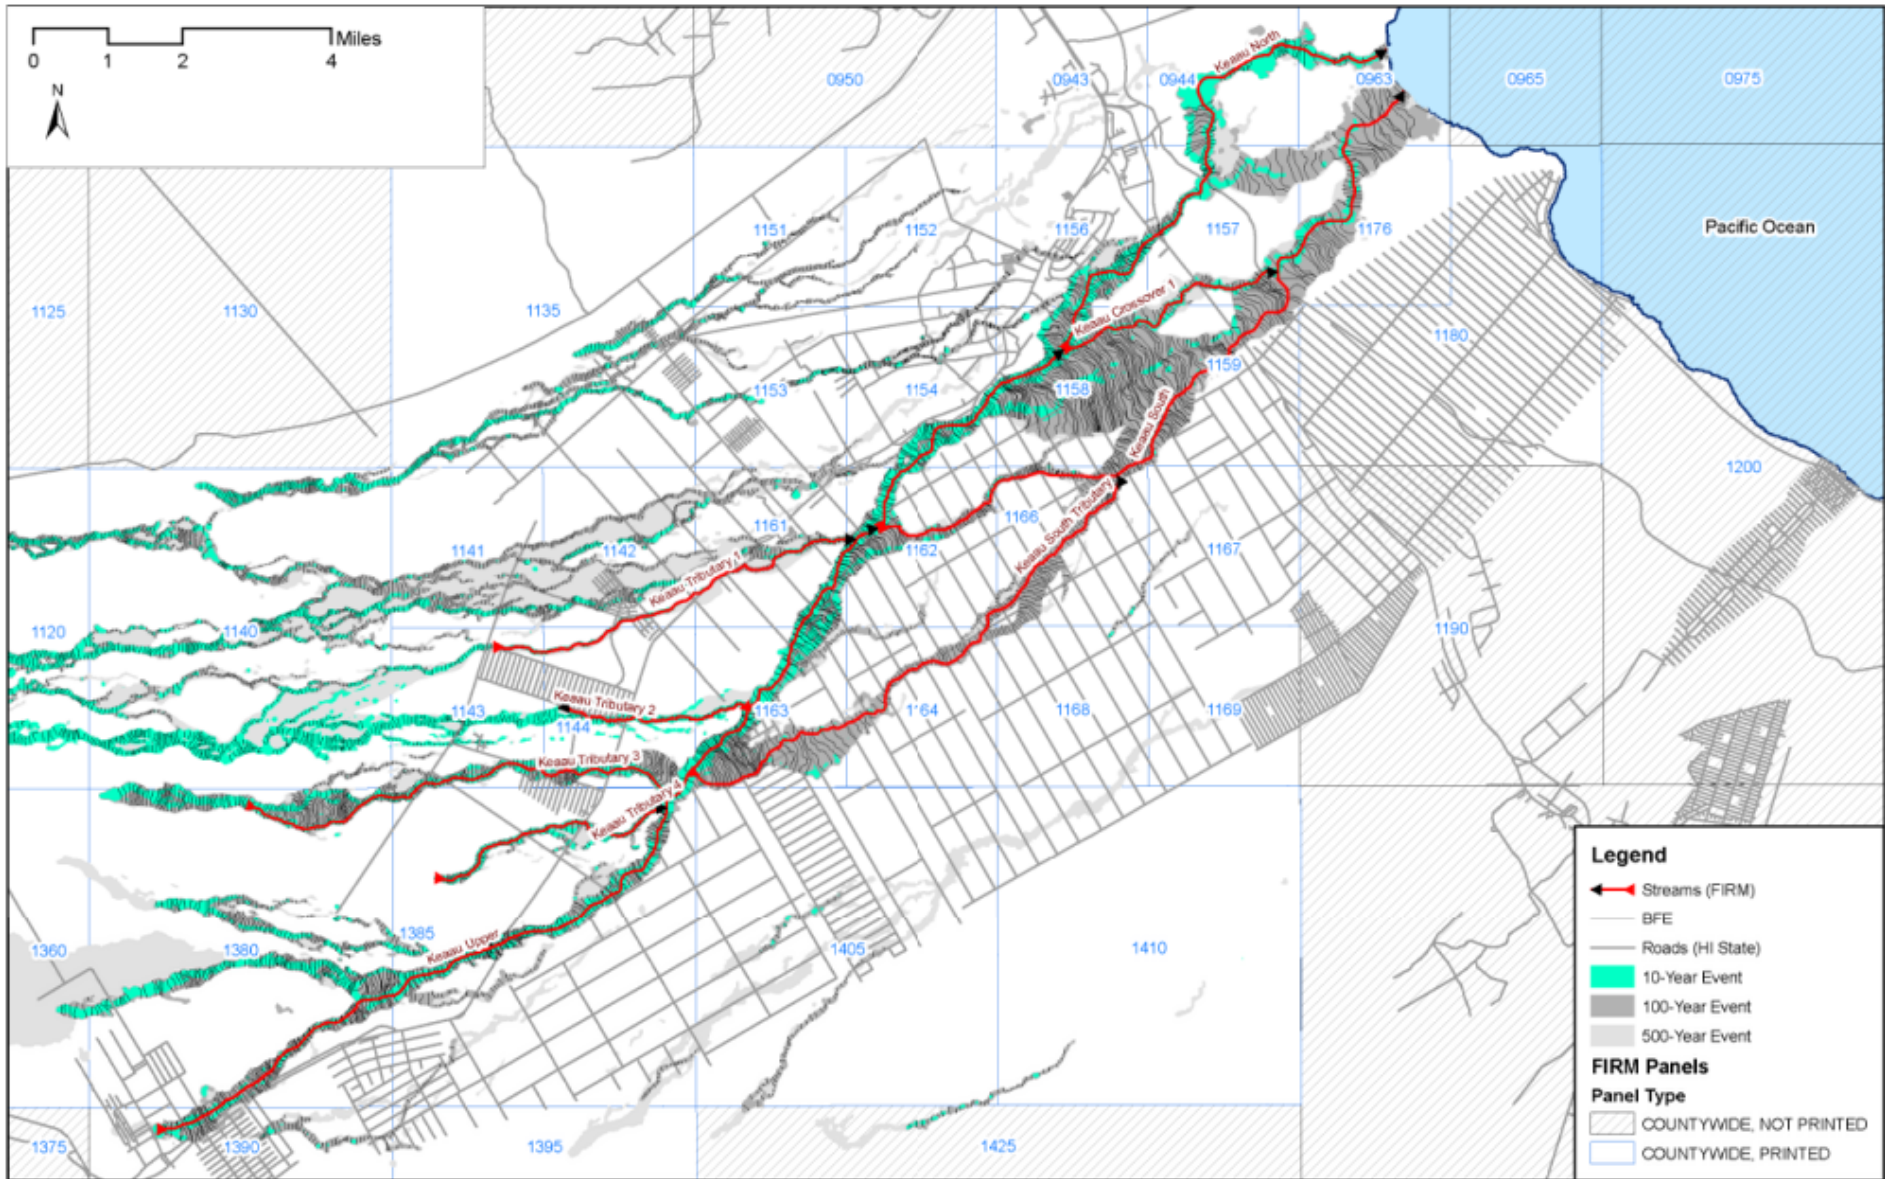 Miles
0 1 2 4
N
0950
0943
0944
Keaau North
0963
0965
0975
Pacific Ocean
1151
1152
1156
1157
1176
1125
1130
1135
Keaau Crossover 1
1180
1153
1154
1158
1159
Keaau South
1200
1141
1142
1161
1162
1166
1167
Keaau Tributary 1
Keaau South Tributary
1120
1140
1190
1143
1144
Keaau Tributary 2
1163
1'64
1168
1169
Keaau Tributary 3
Keaau Tributary 4
1360
1380
1385
Keaau Upper
1405
1410
1375
1390
1395
1425
Legend
Streams (FIRM)
BFE
Roads (HI State)
10-Year Event
100-Year Event
500-Year Event
FIRM Panels
Panel Type
COUNTYWIDE, NOT PRINTED
COUNTYWIDE, PRINTED